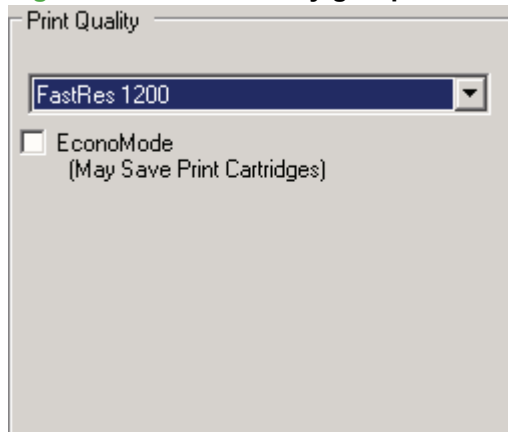 Print Quality
FastRes 1200
EconoMode
(May Save Print Cartridges)